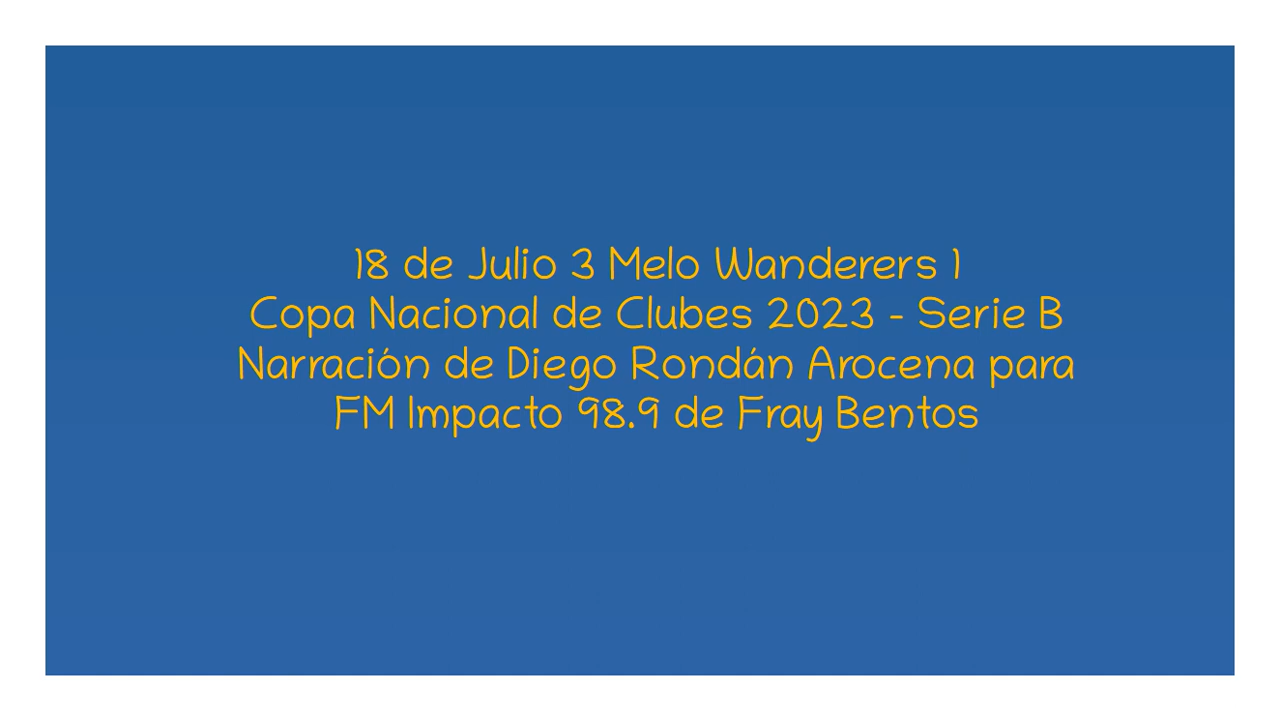 18 de Julio 3 Melo Wanderers 1
Copa Nacional de Clubes 2023 - Serie B
Narración de Diego Rondán Arocena para
FM Impacto 98.9 de Fray Bentos